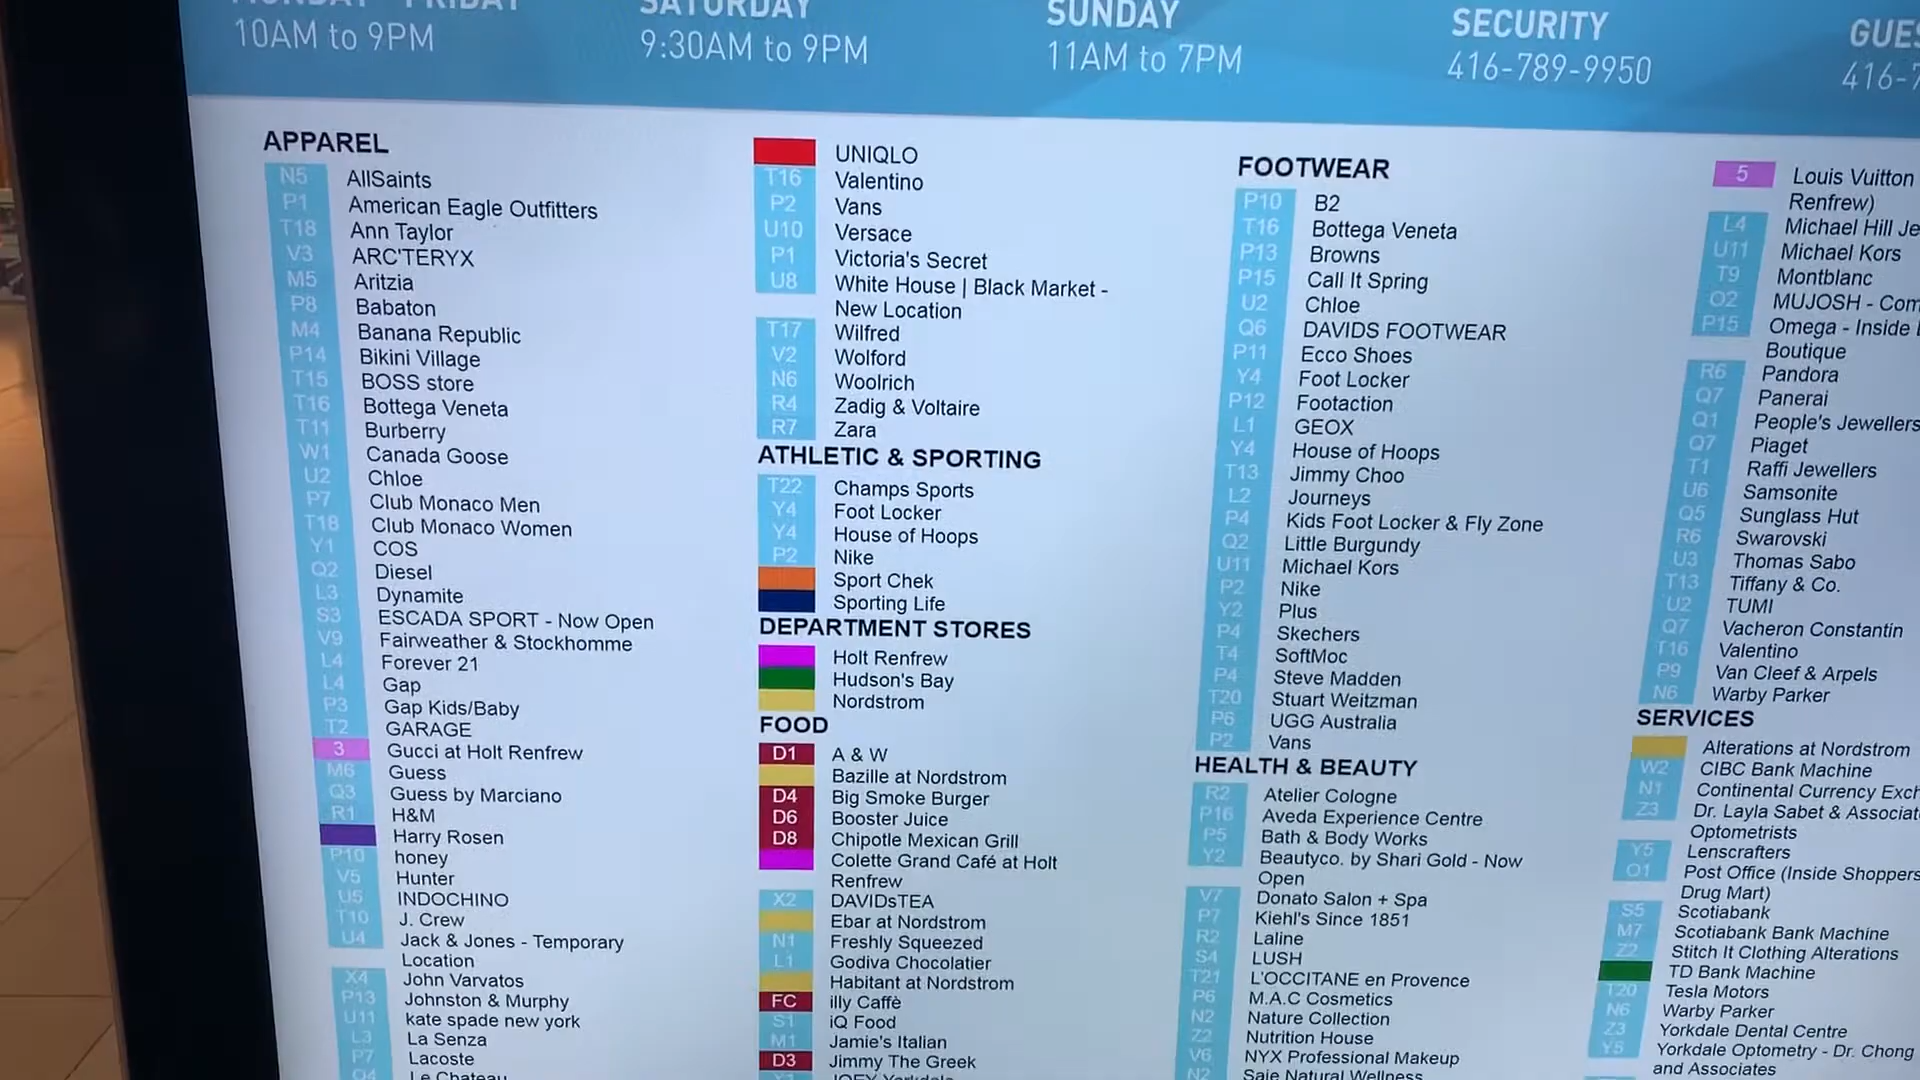 MONDAY - FRIDAY
10AM to 9PM
SATURDAY
9:30AM to 9PM
SUNDAY
11AM to 7PM
SECURITY
416-789-9950
GUES
416-7
APPAREL
N5 AllSaints
P1 American Eagle Outfitters
T18 Ann Taylor
V3 ARC'TERYX
M5 Aritzia
P8 Babaton
M4 Banana Republic
P14 Bikini Village
T15 BOSS store
T16 Bottega Veneta
T11 Burberry
W1 Canada Goose
U2 Chloe
P7 Club Monaco Men
T18 Club Monaco Women
Y1 COS
Q2 Diesel
L3 Dynamite
S3 ESCADA SPORT - Now Open
V9 Fairweather & Stockhomme
L4 Forever 21
L4 Gap
P3 Gap Kids/Baby
T2 GARAGE
3 Gucci at Holt Renfrew
M6 Guess
Q3 Guess by Marciano
R1 H&M
Harry Rosen
P10 honey
V5 Hunter
U5 INDOCHINO
T10 J. Crew
U4 Jack & Jones - Temporary
Location
X4 John Varvatos
P13 Johnston & Murphy
U11 kate spade new york
L3 La Senza
P7 Lacoste
Q4 Le Chateau
UNIQLO
T16 Valentino
P2 Vans
U10 Versace
P1 Victoria's Secret
U8 White House | Black Market -
New Location
T17 Wilfred
V2 Wolford
N6 Woolrich
R4 Zadig & Voltaire
R7 Zara
ATHLETIC & SPORTING
T22 Champs Sports
Y4 Foot Locker
Y4 House of Hoops
P2 Nike
Sport Chek
Sporting Life
DEPARTMENT STORES
Holt Renfrew
Hudson's Bay
Nordstrom
FOOD
D1 A & W
Bazille at Nordstrom
D4 Big Smoke Burger
D6 Booster Juice
D8 Chipotle Mexican Grill
Colette Grand Café at Holt
Renfrew
X2 DAVIDsTEA
Ebar at Nordstrom
N1 Freshly Squeezed
L1 Godiva Chocolatier
Habitant at Nordstrom
FC illy Caffè
S1 iQ Food
M1 Jamie's Italian
D3 Jimmy The Greek
JOEY Yorkdale
FOOTWEAR
P10 B2
T16 Bottega Veneta
P13 Browns
P15 Call It Spring
U2 Chloe
Q6 DAVIDS FOOTWEAR
P11 Ecco Shoes
Y4 Foot Locker
P12 Footaction
L1 GEOX
Y4 House of Hoops
T13 Jimmy Choo
L2 Journeys
P4 Kids Foot Locker & Fly Zone
Q2 Little Burgundy
U11 Michael Kors
P2 Nike
Y2 Plus
P4 Skechers
T4 SoftMoc
P4 Steve Madden
T20 Stuart Weitzman
P6 UGG Australia
P2 Vans
HEALTH & BEAUTY
R2 Atelier Cologne
P16 Aveda Experience Centre
P5 Bath & Body Works
Y2 Beautyco. by Shari Gold - Now
Open
V7 Donato Salon + Spa
P7 Kiehl's Since 1851
R2 Laline
S4 LUSH
T21 L'OCCITANE en Provence
P6 M.A.C Cosmetics
N2 Nature Collection
Z2 Nutrition House
V6 NYX Professional Makeup
N2 Saje Natural Wellness
5 Louis Vuitton
Renfrew)
L4 Michael Hill Je
U11 Michael Kors
T9 Montblanc
O2 MUJOSH - Com
P15 Omega - Inside
Boutique
R6 Pandora
Q7 Panerai
Q1 People's Jewellers
Q7 Piaget
T1 Raffi Jewellers
U6 Samsonite
Q5 Sunglass Hut
R6 Swarovski
U3 Thomas Sabo
T13 Tiffany & Co.
U2 TUMI
Q7 Vacheron Constantin
T16 Valentino
P9 Van Cleef & Arpels
N6 Warby Parker
SERVICES
Alterations at Nordstrom
W2 CIBC Bank Machine
N1 Continental Currency Exch
Z3 Dr. Layla Sabet & Associat
Optometrists
Y5 Lenscrafters
O1 Post Office (Inside Shoppers
Drug Mart)
S5 Scotiabank
M7 Scotiabank Bank Machine
Z2 Stitch It Clothing Alterations
TD Bank Machine
T20 Tesla Motors
N6 Warby Parker
Z3 Yorkdale Dental Centre
Y5 Yorkdale Optometry - Dr. Chong
and Associates